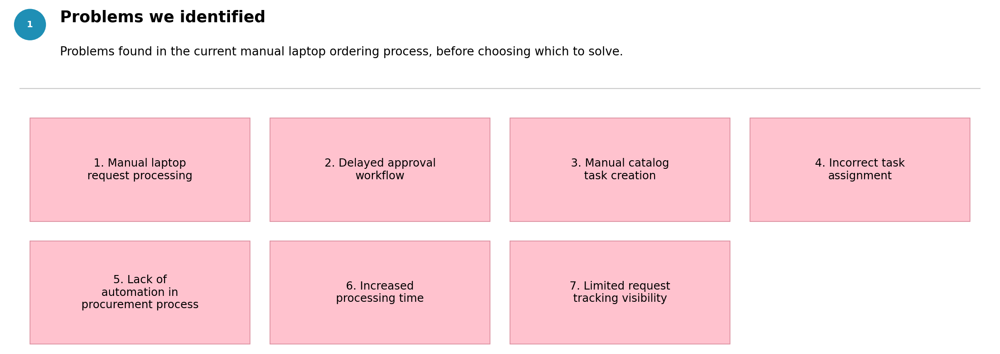 1
Problems we identified
Problems found in the current manual laptop ordering process, before choosing which to solve.
1. Manual laptop
request processing
2. Delayed approval
workflow
3. Manual catalog
task creation
4. Incorrect task
assignment
5. Lack of
automation in
procurement process
6. Increased
processing time
7. Limited request
tracking visibility